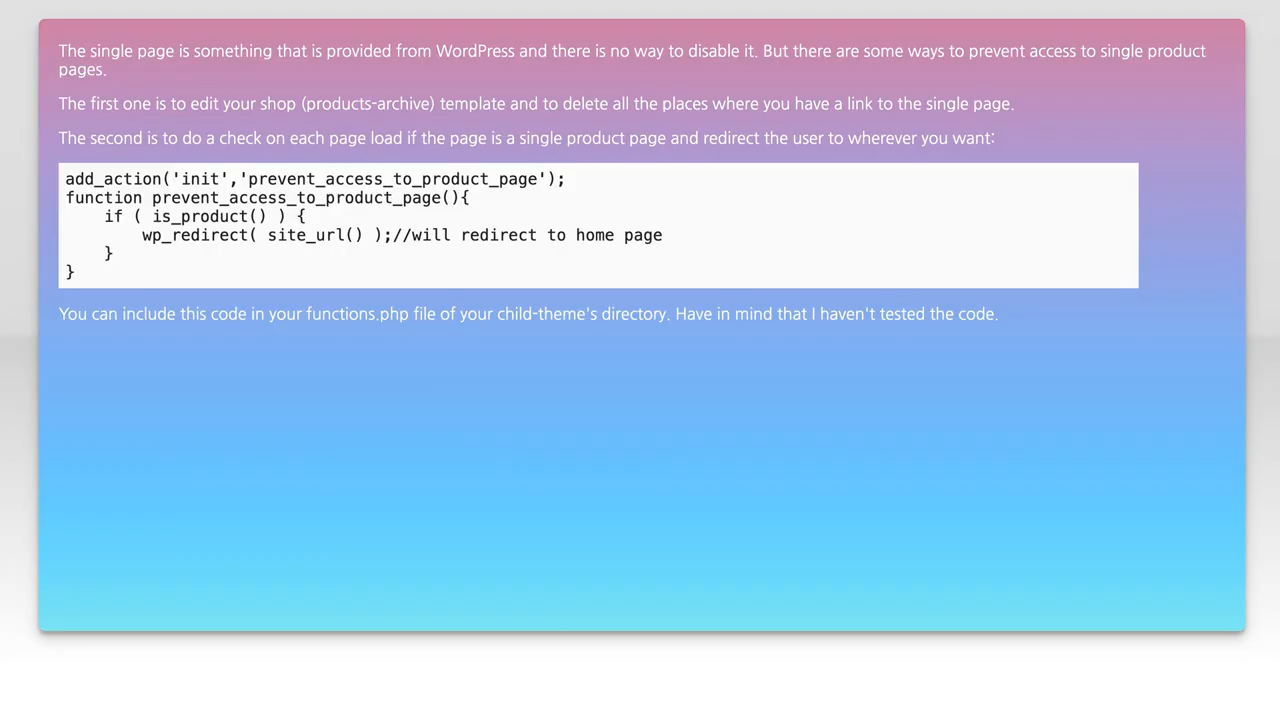 The single page is something that is provided from WordPress and there is no way to disable it. But there are some ways to prevent access to single product
pages.
The first one is to edit your shop (products-archive) template and to delete all the places where you have a link to the single page.
The second is to do a check on each page load if the page is a single product page and redirect the user to wherever you want:
add_action('init','prevent_access_to_product_page');
function prevent_access_to_product_page(){
    if ( is_product() ) {
        wp_redirect( site_url() );//will redirect to home page
    }
}
You can include this code in your functions.php file of your child-theme's directory. Have in mind that I haven't tested the code.